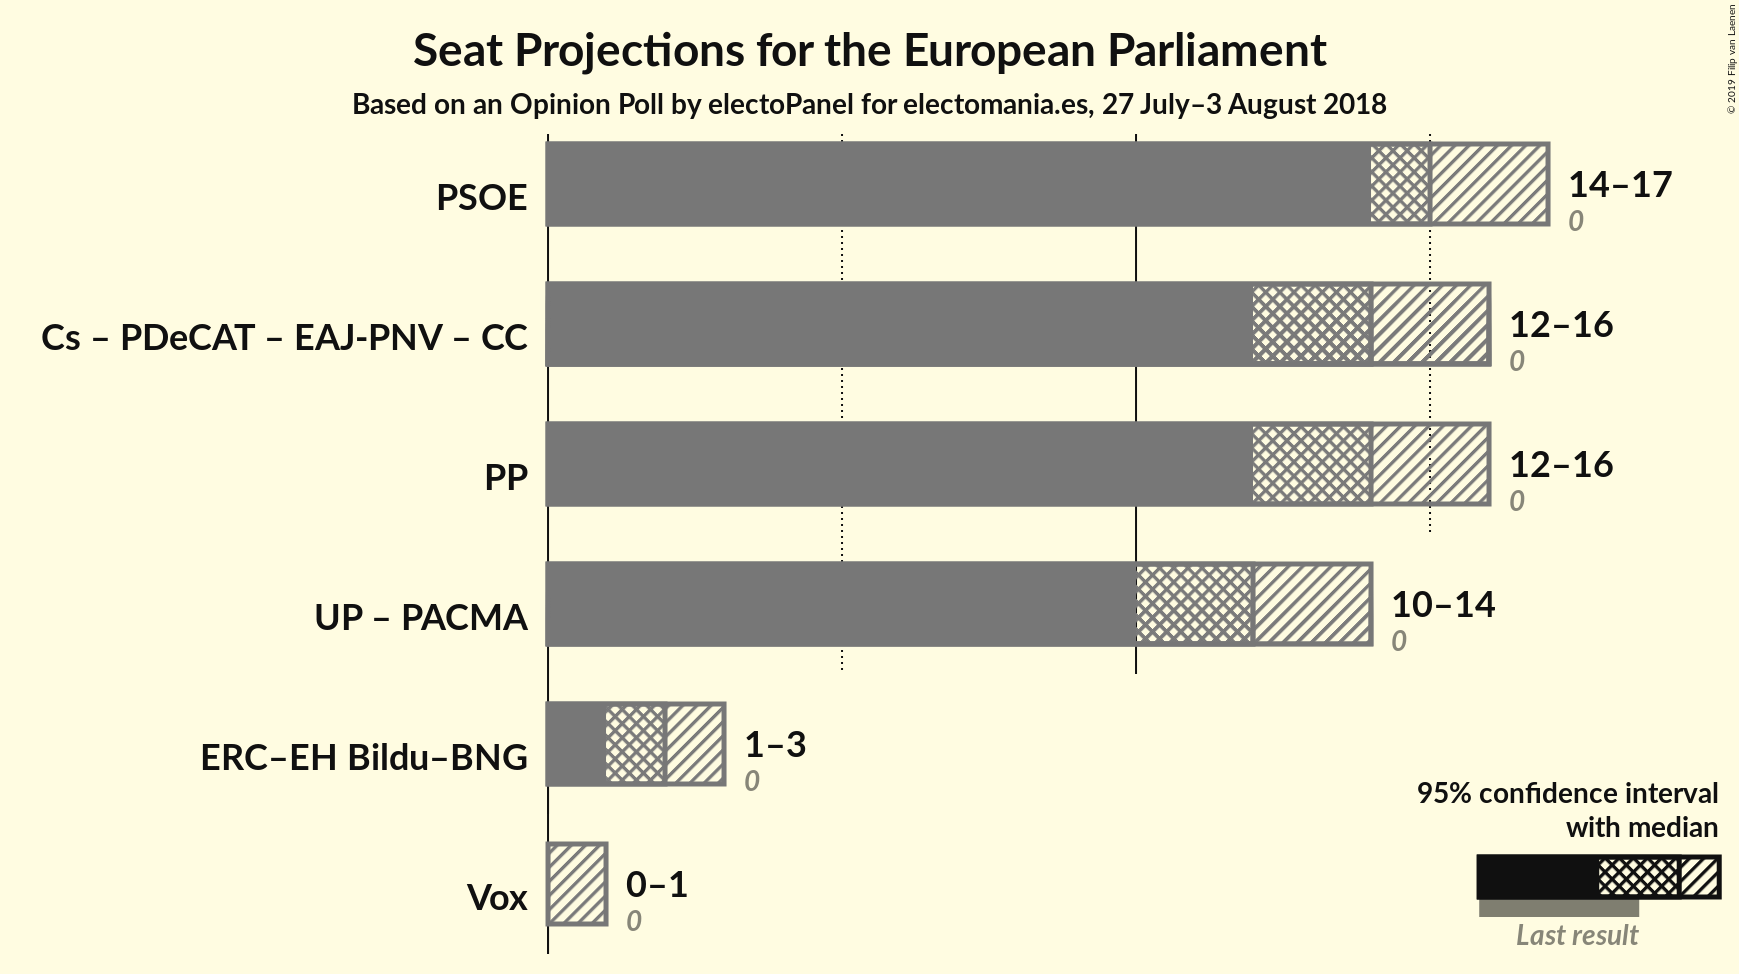 Seat Projections for the European Parliament
Based on an Opinion Poll by electoPanel for electomania.es, 27 July–3 August 2018
© 2019 Filip van Laenen
PSOE
14–17
0
Cs – PDeCAT – EAJ-PNV – CC
12–16
0
PP
12–16
0
UP – PACMA
10–14
0
ERC–EH Bildu–BNG
1–3
0
Vox
0–1
0
95% confidence interval
with median
Last result